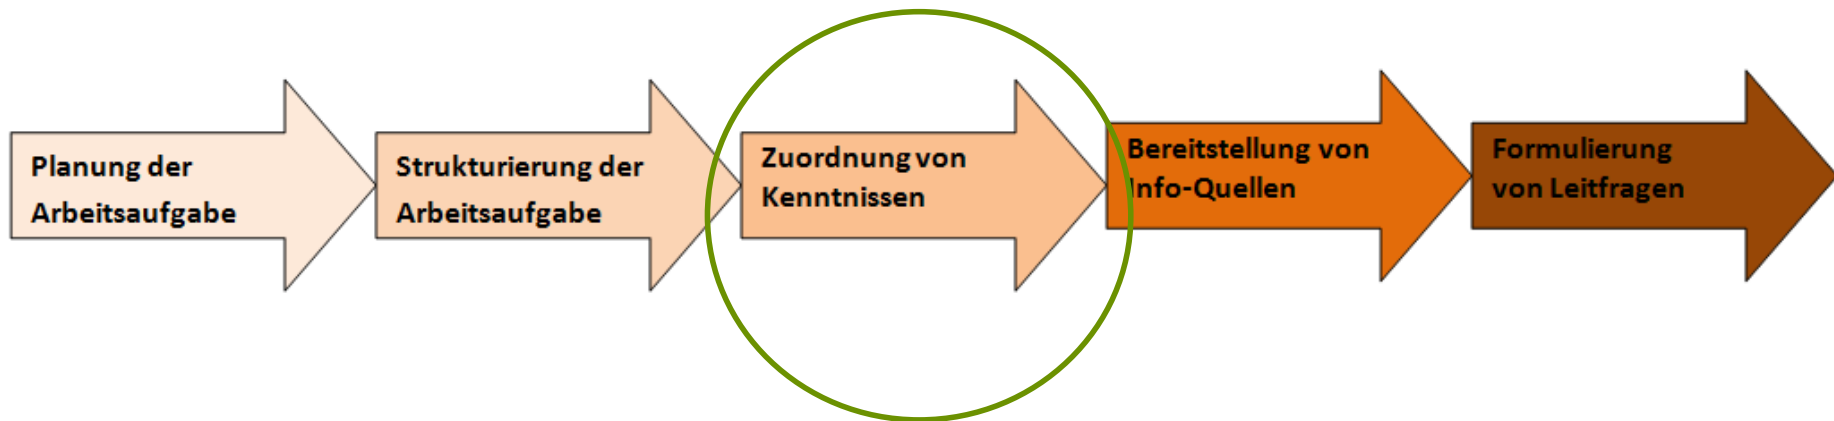 Planung der
Arbeitsaufgabe
Strukturierung der
Arbeitsaufgabe
Zuordnung von
Kenntnissen
Bereitstellung von
Info-Quellen
Formulierung
von Leitfragen